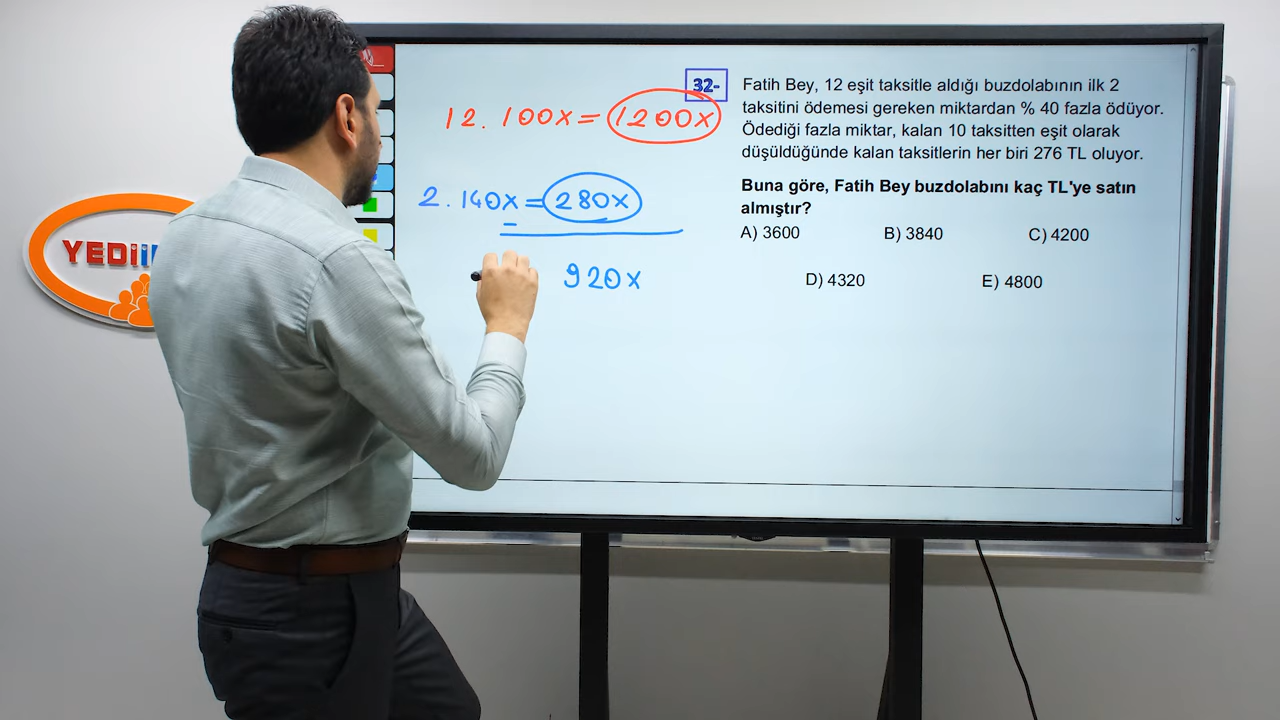 YEDii
12.100x=1200x
2.140x=280x
-
920x
32-
Fatih Bey, 12 eşit taksitle aldığı buzdolabının ilk 2
taksitini ödemesi gereken miktardan % 40 fazla ödüyor.
Ödediği fazla miktar, kalan 10 taksitten eşit olarak
düşüldüğünde kalan taksitlerin her biri 276 TL oluyor.
Buna göre, Fatih Bey buzdolabını kaç TL'ye satın
almıştır?
A) 3600 B) 3840 C) 4200
D) 4320 E) 4800